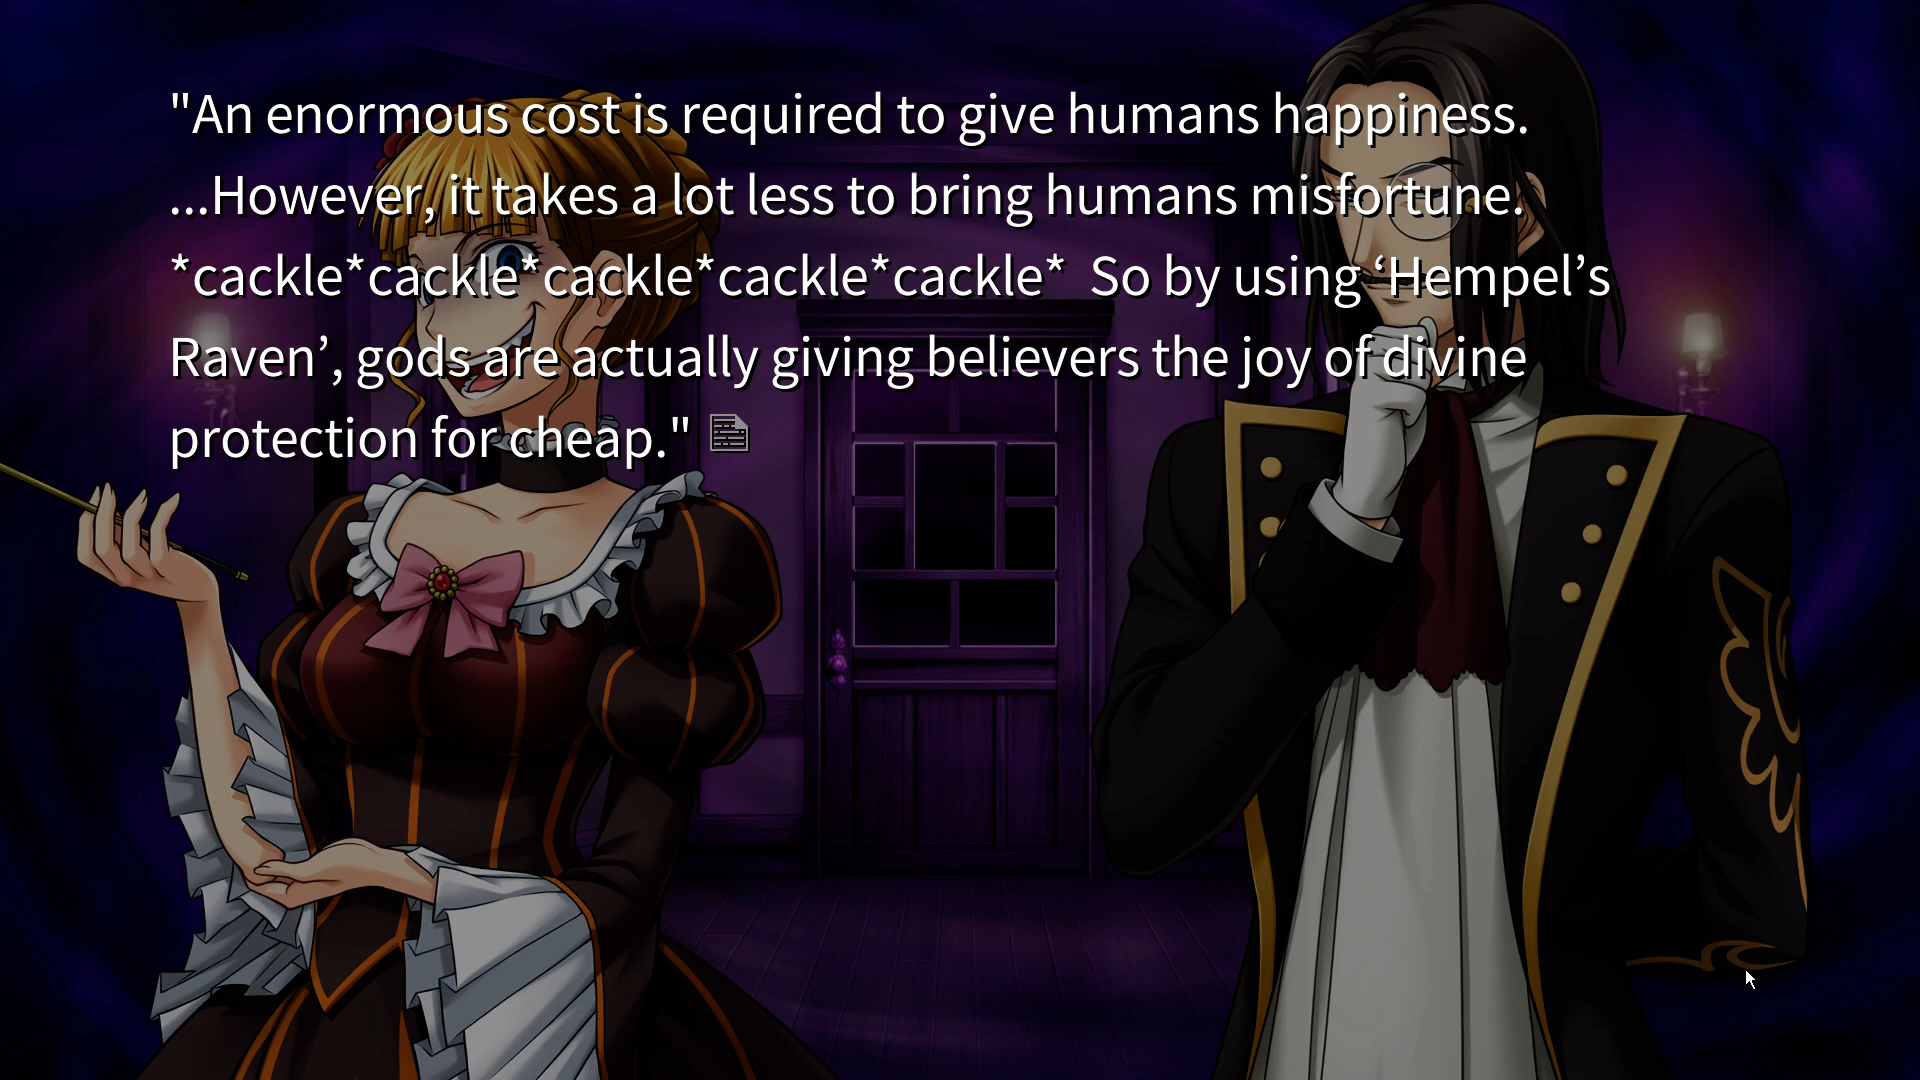 "An enormous cost is required to give humans happiness.
...However, it takes a lot less to bring humans misfortune.
*cackle*cackle*cackle*cackle*cackle*  So by using ‘Hempel’s
Raven’, gods are actually giving believers the joy of divine
protection for cheap."